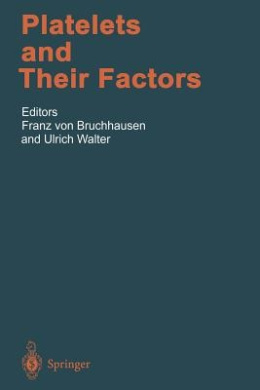 Platelets
and
Their Factors
Editors
Franz von Bruchhausen
and Ulrich Walter
Springer